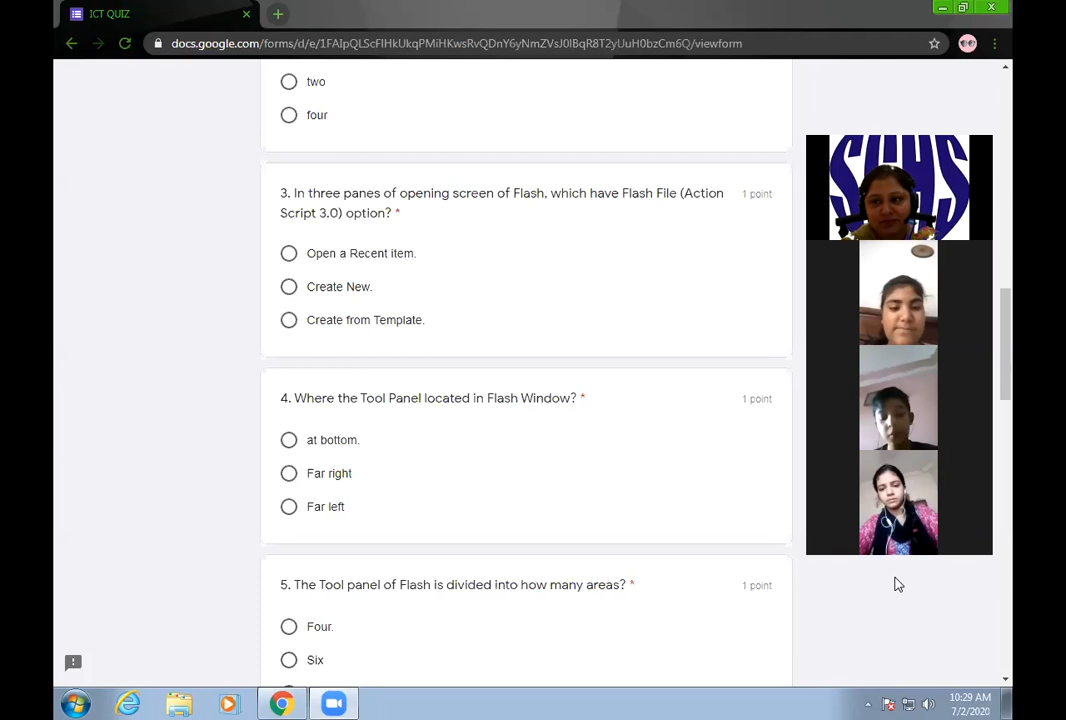 ICT QUIZ
docs.google.com/forms/d/e/1FAIpQLScFIHkUkqPMiHKwsRvQDnY6yNmZVsJ0lBqR8T2yUuH0bzCm6Q/viewform
two
four
3. In three panes of opening screen of Flash, which have Flash File (Action 1 point
Script 3.0) option? *
Open a Recent item.
Create New.
Create from Template.
4. Where the Tool Panel located in Flash Window? * 1 point
at bottom.
Far right
Far left
5. The Tool panel of Flash is divided into how many areas? * 1 point
Four.
Six
10:29 AM
7/2/2020